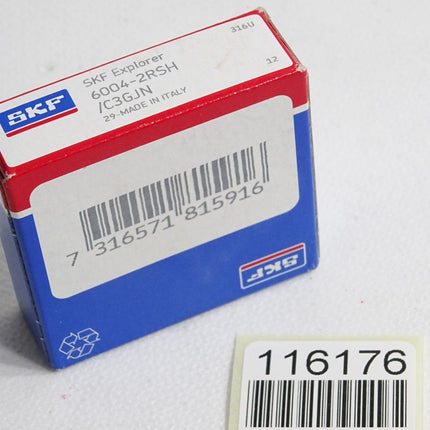 316U
SKF Explorer
6004-2RSH
/C3GJN
29-MADE IN ITALY
12
SKF
7 316571 815916
SKF
116176